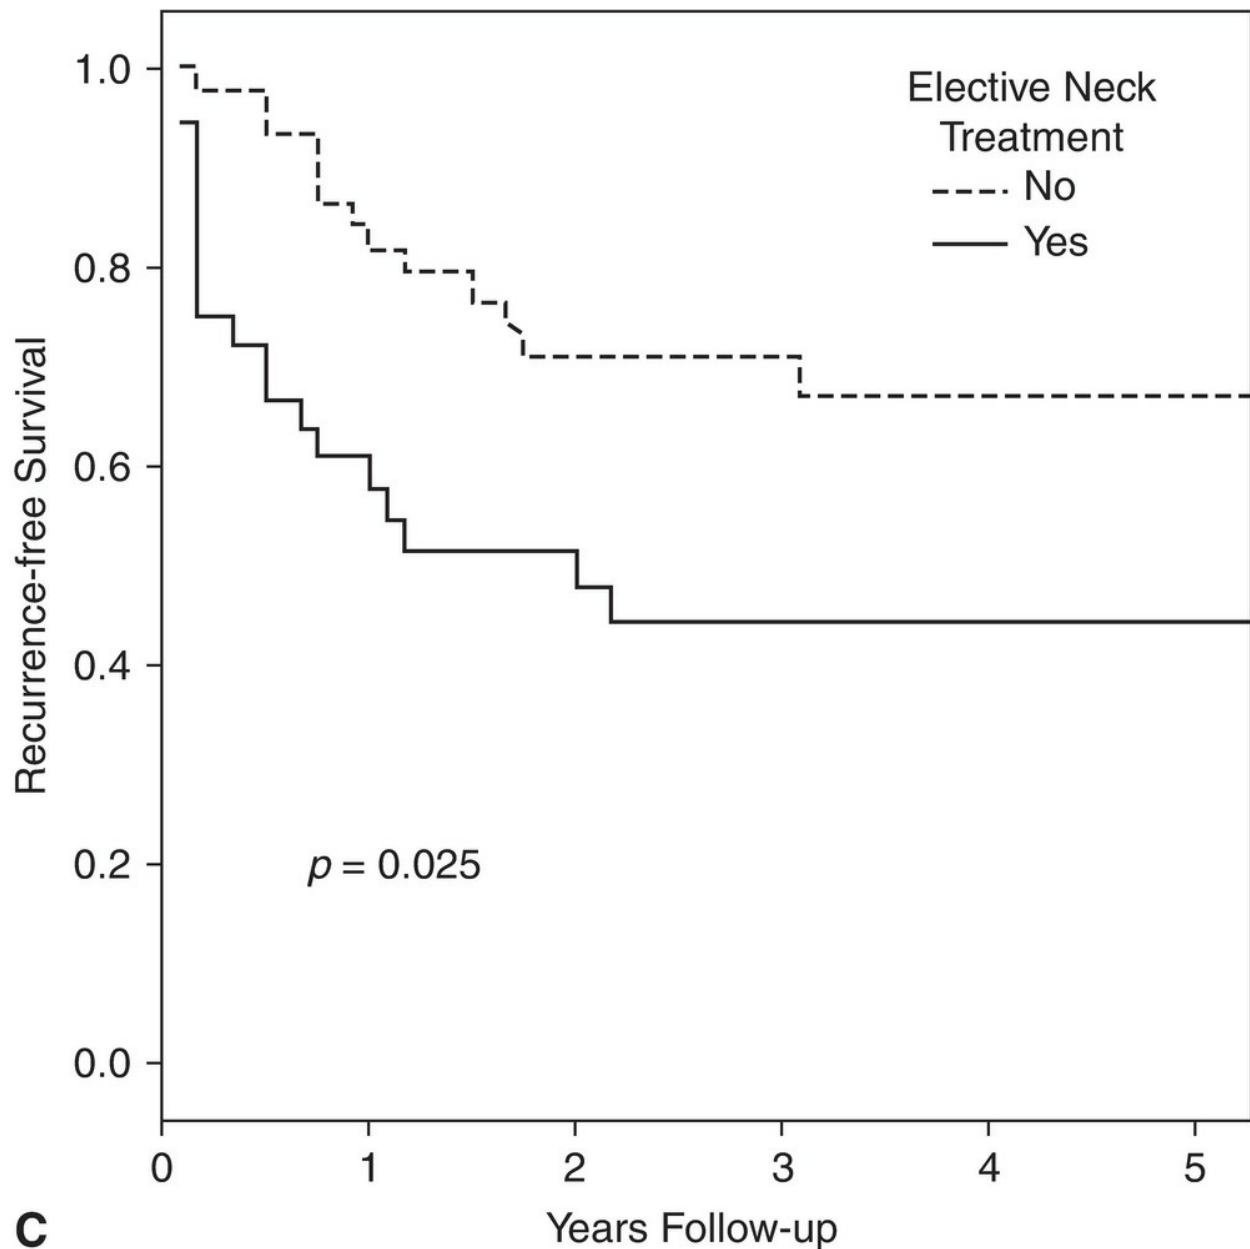 Elective Neck
Treatment
No
Yes
1.0
0.8
0.6
0.4
0.2
0.0
Recurrence-free Survival
p = 0.025
0 1 2 3 4 5
Years Follow-up
C